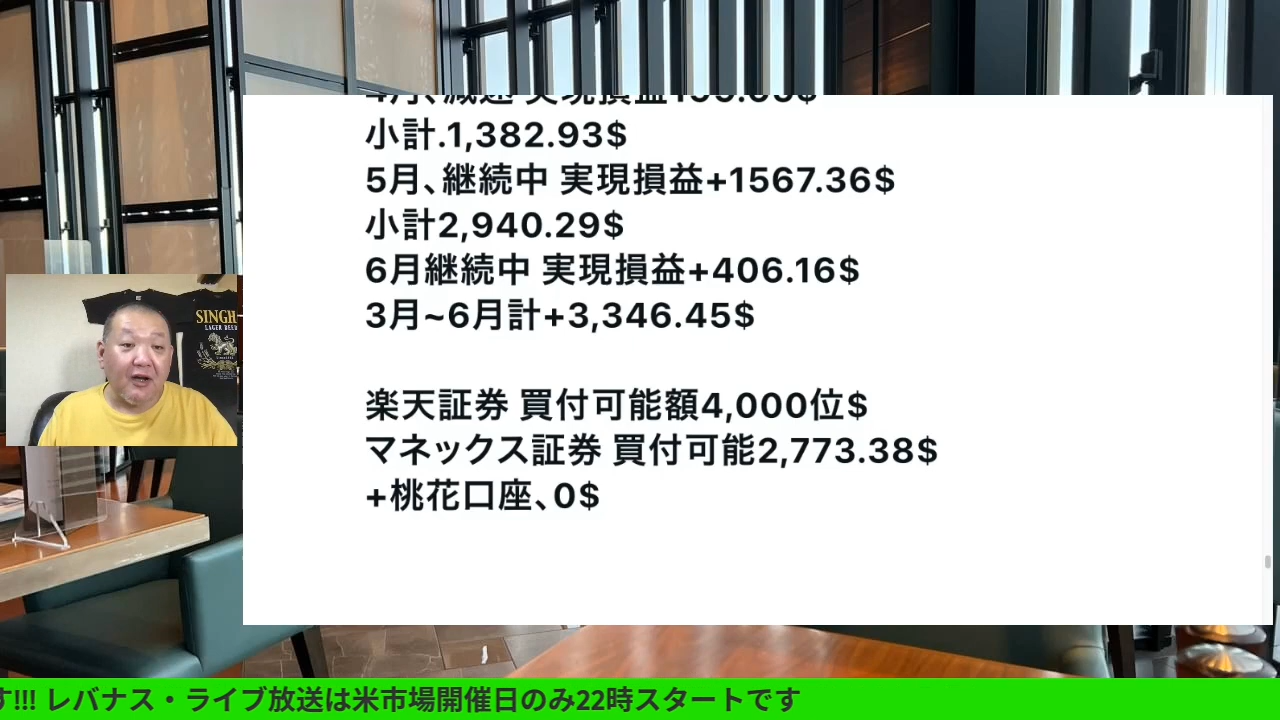 小計.1,382.93$
5月、継続中 実現損益+1567.36$
小計2,940.29$
6月継続中 実現損益+406.16$
3月~6月計+3,346.45$
楽天証券 買付可能額4,000位$
マネックス証券 買付可能2,773.38$
+桃花口座、0$
SINGH
LAGER BEER
す!!! レバナス・ライブ放送は米市場開催日のみ22時スタートです